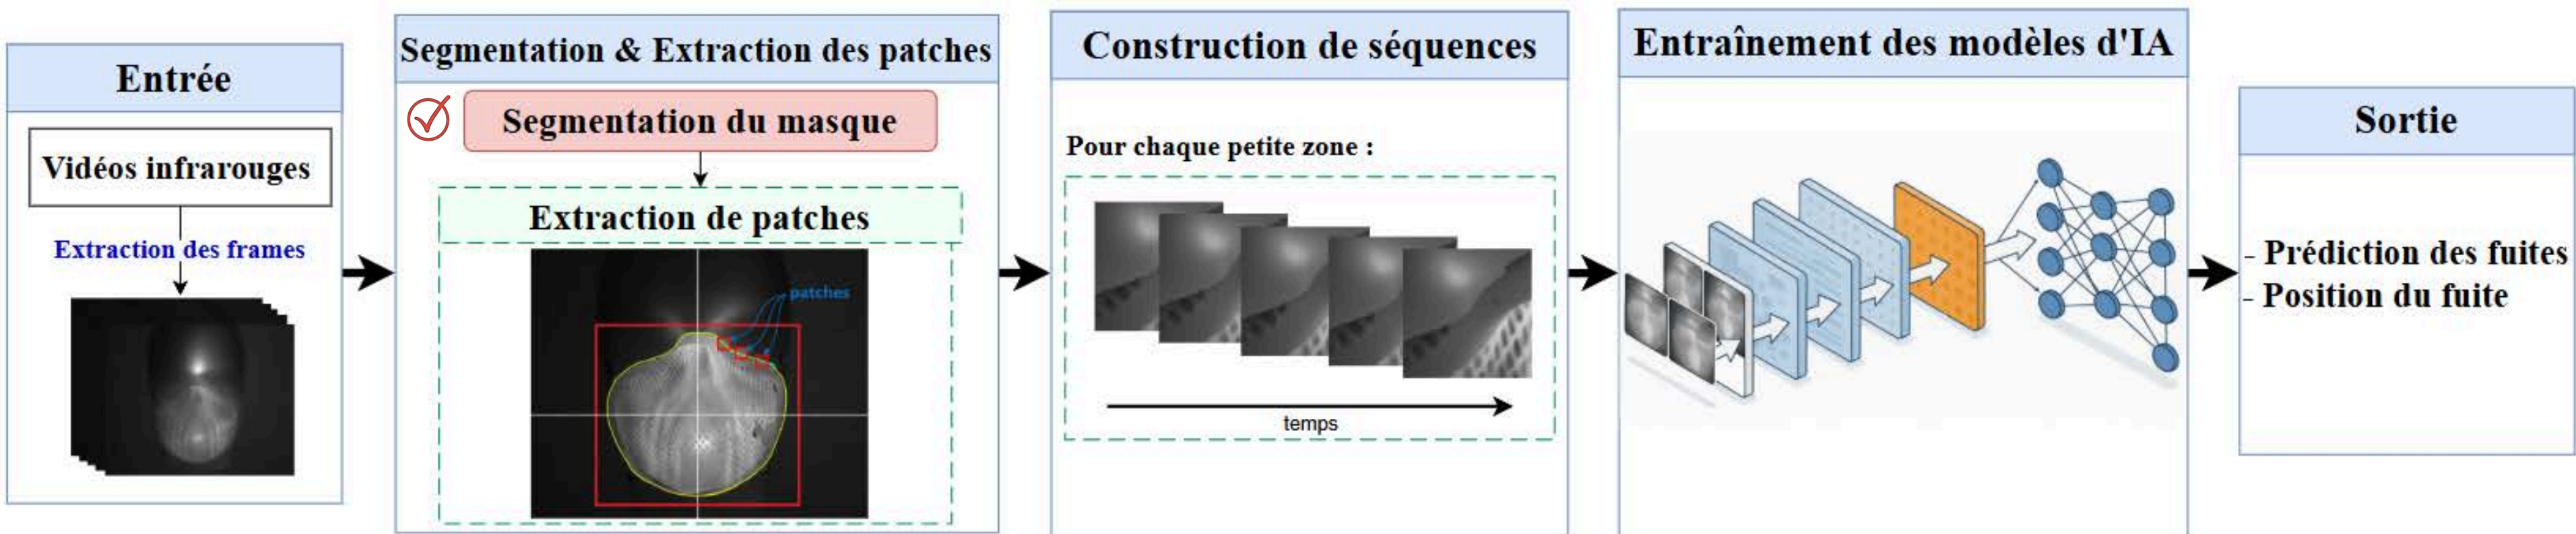 Entrée
Vidéos infrarouges
Extraction des frames
Segmentation & Extraction des patches
Segmentation du masque
Extraction de patches
patches
Construction de séquences
Pour chaque petite zone :
temps
Entraînement des modèles d'IA
Sortie
- Prédiction des fuites
- Position du fuite